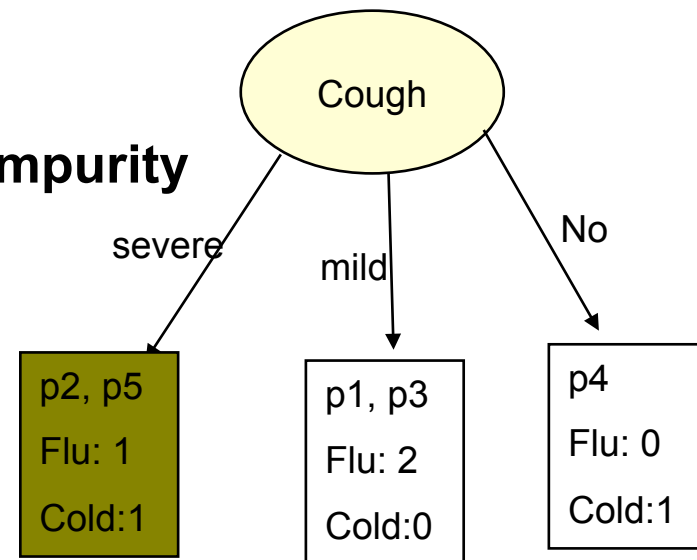 Cough
mpurity
severe
mild
No
p2, p5
Flu: 1
Cold:1
p1, p3
Flu: 2
Cold:0
p4
Flu: 0
Cold:1